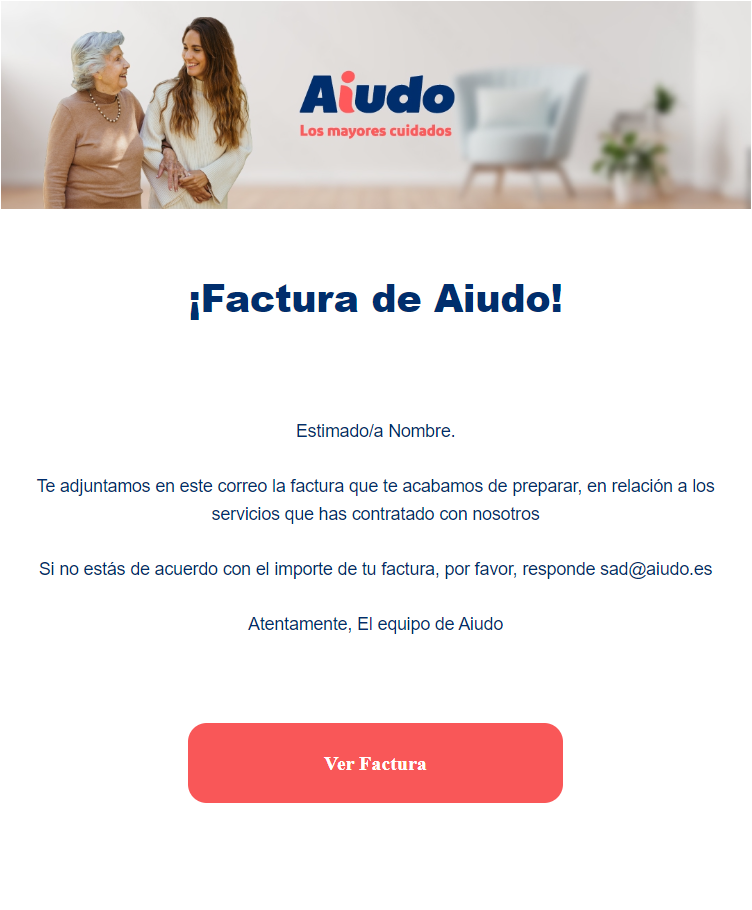 Aiudo
Los mayores cuidados
¡Factura de Aiudo!
Estimado/a Nombre.
Te adjuntamos en este correo la factura que te acabamos de preparar, en relación a los
servicios que has contratado con nosotros
Si no estás de acuerdo con el importe de tu factura, por favor, responde sad@aiudo.es
Atentamente, El equipo de Aiudo
Ver Factura